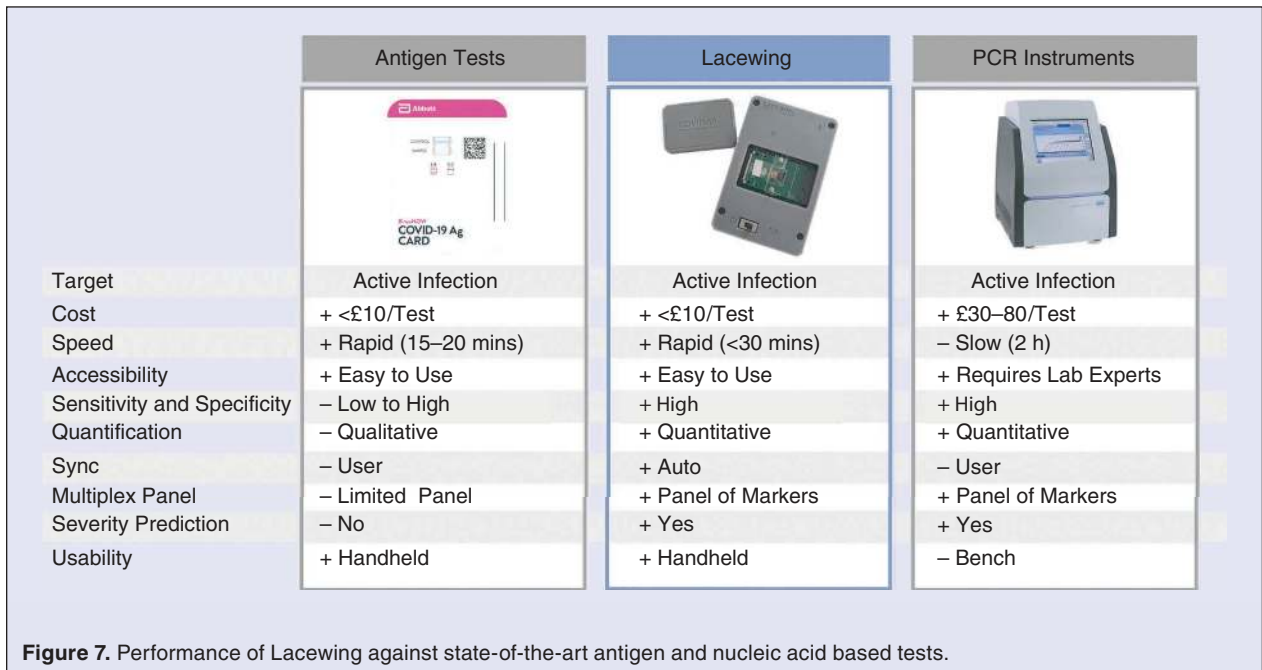 Antigen Tests Lacewing PCR Instruments
Abbott
COVID-19 Ag
CARD
Target Active Infection Active Infection Active Infection
Cost + <£10/Test + <£10/Test + £30–80/Test
Speed + Rapid (15–20 mins) + Rapid (<30 mins) – Slow (2 h)
Accessibility + Easy to Use + Easy to Use + Requires Lab Experts
Sensitivity and Specificity – Low to High + High + High
Quantification – Qualitative + Quantitative + Quantitative
Sync – User + Auto – User
Multiplex Panel – Limited Panel + Panel of Markers + Panel of Markers
Severity Prediction – No + Yes + Yes
Usability + Handheld + Handheld – Bench
Figure 7. Performance of Lacewing against state-of-the-art antigen and nucleic acid based tests.